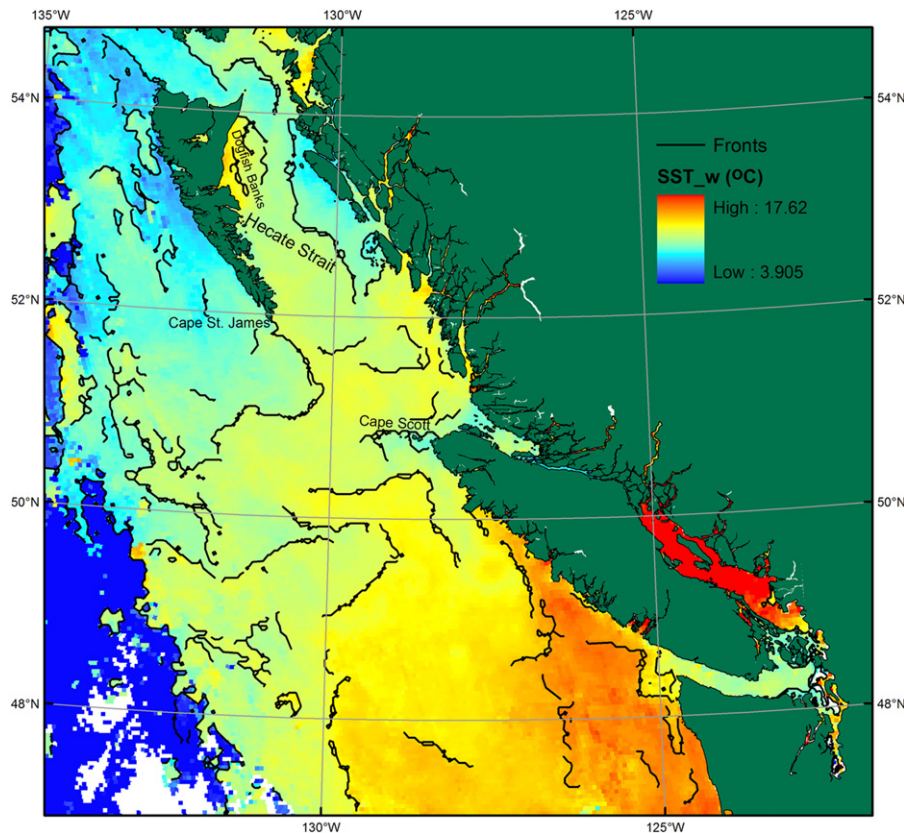 135°W
130°W
125°W
54°N
54°N
Fronts
SST_w (ºC)
High : 17.62
Low : 3.905
Dogfish Banks
Hecate Strait
52°N
52°N
Cape St. James
Cape Scott
50°N
50°N
48°N
48°N
130°W
125°W